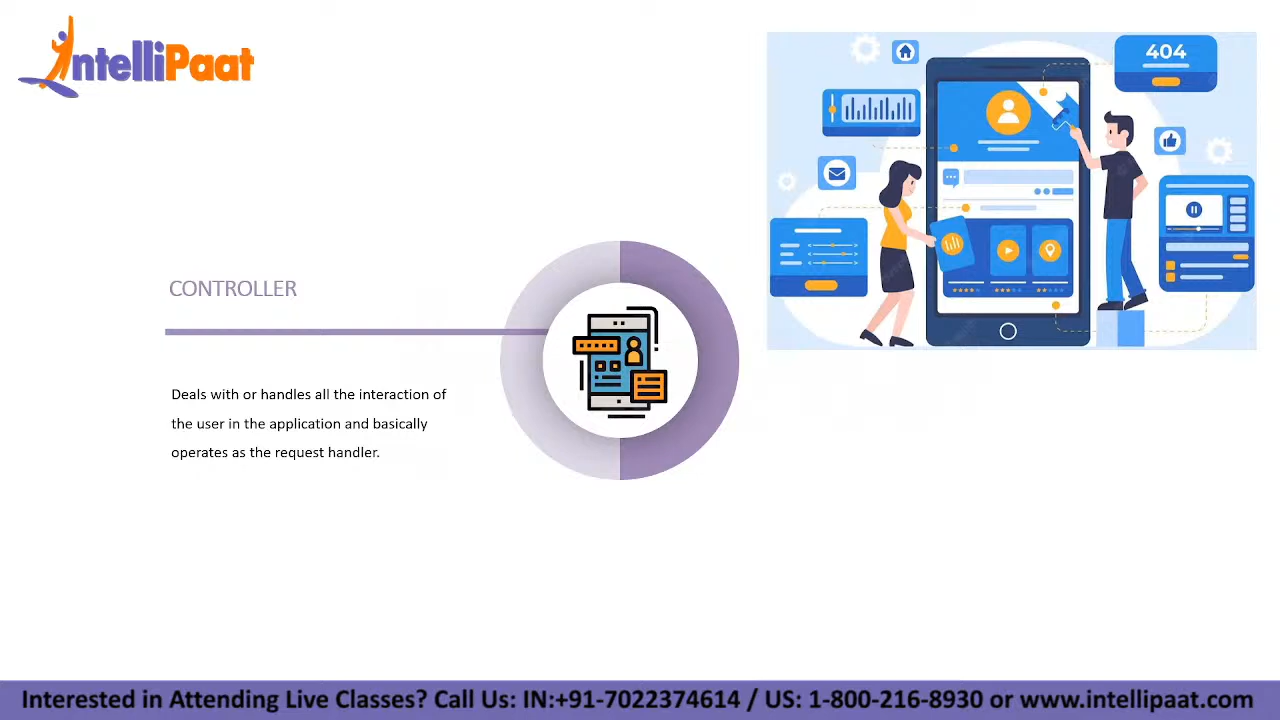 IntelliPaat
404
CONTROLLER
Deals with or handles all the interaction of
the user in the application and basically
operates as the request handler.
Interested in Attending Live Classes? Call Us: IN:+91-7022374614 / US: 1-800-216-8930 or www.intellipaat.com